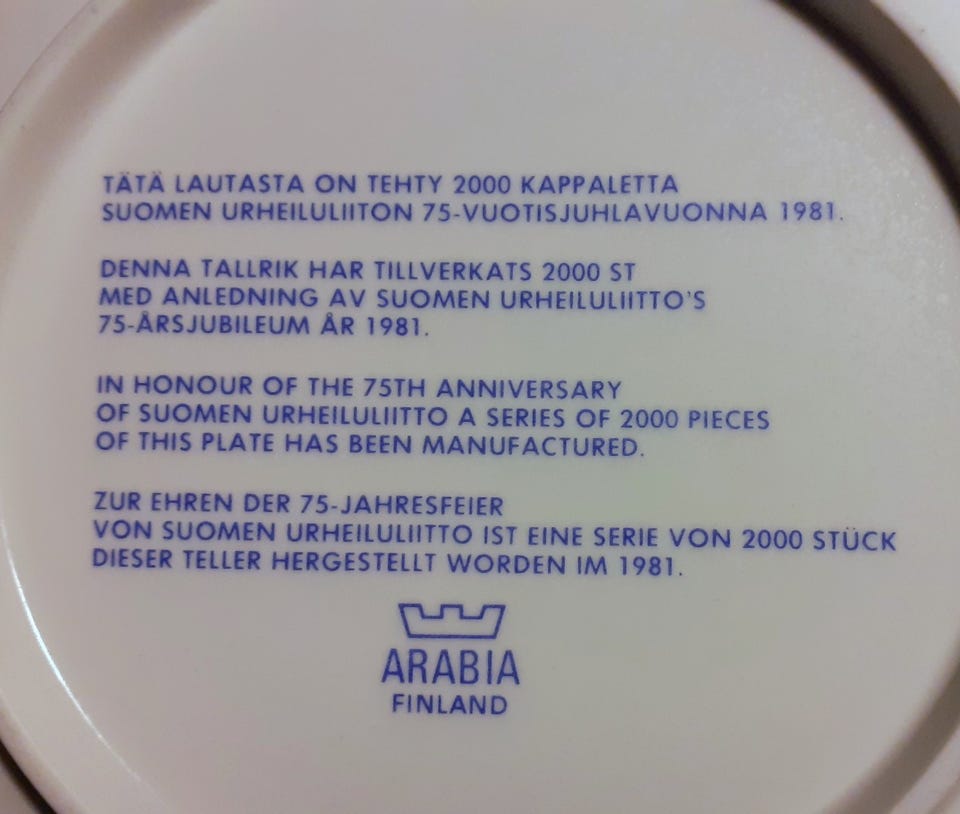 TÄTÄ LAUTASTA ON TEHTY 2000 KAPPALETTA
SUOMEN URHEILULIITON 75-VUOTISJUHLAVUONNA 1981.
DENNA TALLRIK HAR TILLVERKATS 2000 ST
MED ANLEDNING AV SUOMEN URHEILULIITTO'S
75-ÅRSJUBILEUM ÅR 1981.
IN HONOUR OF THE 75TH ANNIVERSARY
OF SUOMEN URHEILULIITTO A SERIES OF 2000 PIECES
OF THIS PLATE HAS BEEN MANUFACTURED.
ZUR EHREN DER 75-JAHRESFEIER
VON SUOMEN URHEILULIITTO IST EINE SERIE VON 2000 STÜCK
DIESER TELLER HERGESTELLT WORDEN IM 1981.
ARABIA
FINLAND